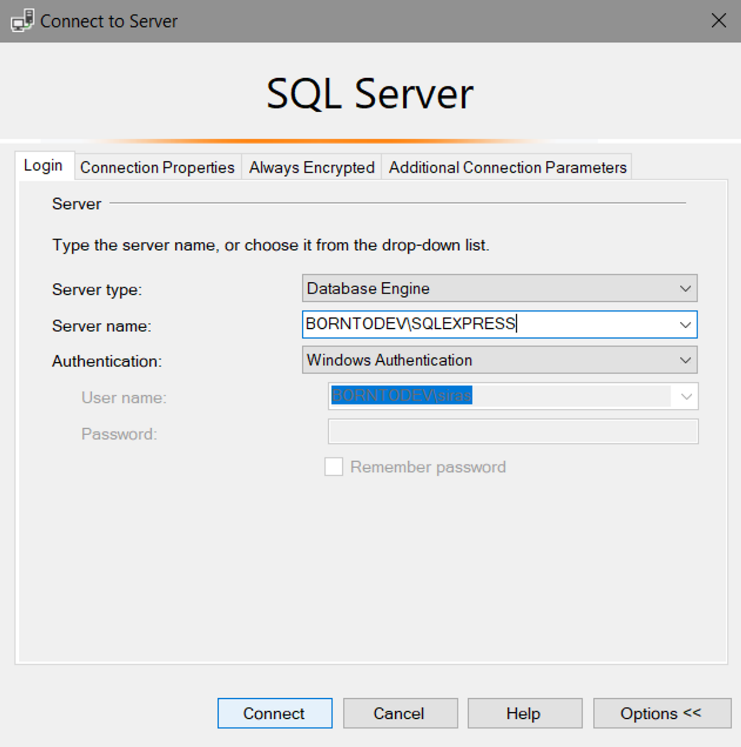 Connect to Server
SQL Server
Login Connection Properties Always Encrypted Additional Connection Parameters
Server
Type the server name, or choose it from the drop-down list.
Server type: Database Engine
Server name: BORNTODEV\SQLEXPRESS
Authentication: Windows Authentication
User name: BORNTODEV\siras
Password:
Remember password
Connect Cancel Help Options <<